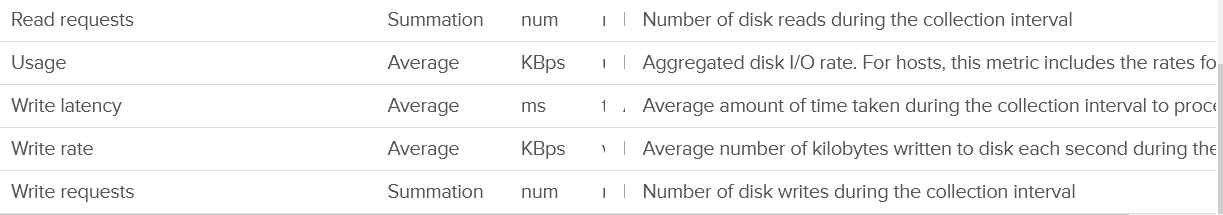 Read requests Summation num Number of disk reads during the collection interval
Usage Average KBps Aggregated disk I/O rate. For hosts, this metric includes the rates fo
Write latency Average ms Average amount of time taken during the collection interval to proce
Write rate Average KBps Average number of kilobytes written to disk each second during the
Write requests Summation num Number of disk writes during the collection interval